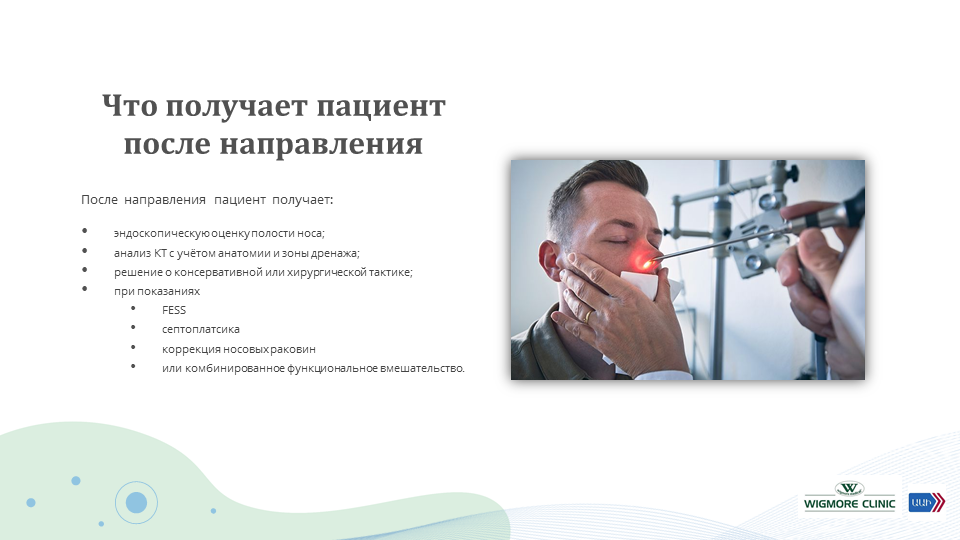 Что получает пациент
после направления
После направления пациент получает:
• эндоскопическую оценку полости носа;
• анализ КТ с учётом анатомии и зоны дренажа;
• решение о консервативной или хирургической тактике;
• при показаниях
• FESS
• септоплатсика
• коррекция носовых раковин
• или комбинированное функциональное вмешательство.
W
WIGMORE CLINIC
ԱԱԻ